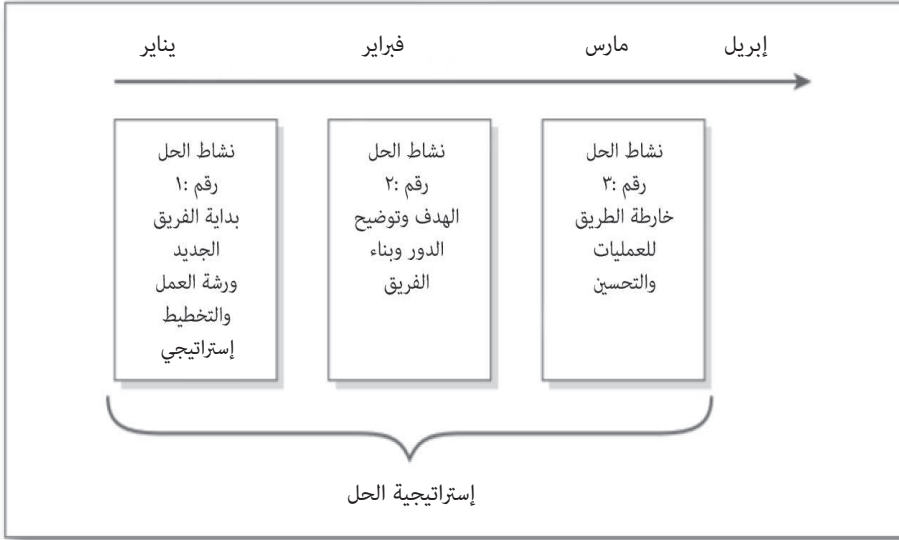 يناير
فبراير
مارس
إبريل
نشاط الحل
رقم ١:
بداية الفريق
الجديد
ورشة العمل
والتخطيط
إستراتيجي
نشاط الحل
رقم ٢:
الهدف وتوضيح
الدور وبناء
الفريق
نشاط الحل
رقم ٣:
خارطة الطريق
للعمليات
والتحسين
إستراتيجية الحل